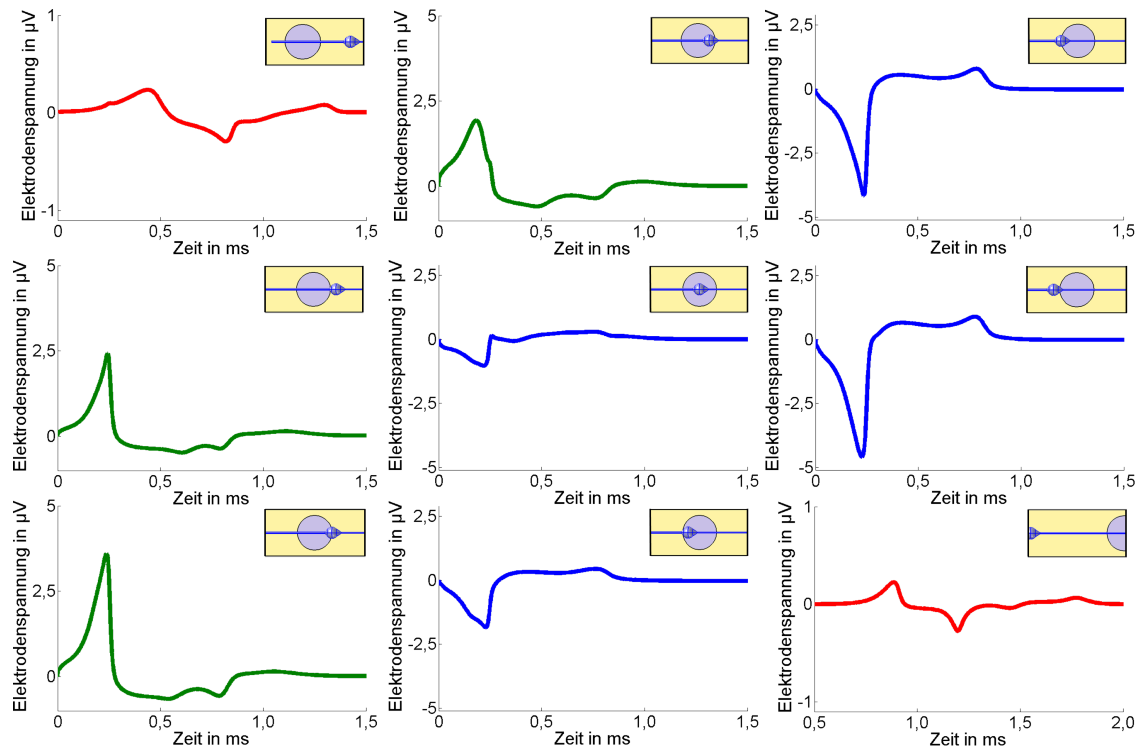 Elektrodenspannung in µV
1
0
-1
0 0,5 1,0 1,5
Zeit in ms
Elektrodenspannung in µV
5
2,5
0
0 0,5 1,0 1,5
Zeit in ms
Elektrodenspannung in µV
2,5
0
-2,5
-5
0 0,5 1,0 1,5
Zeit in ms
Elektrodenspannung in µV
5
2,5
0
0 0,5 1,0 1,5
Zeit in ms
Elektrodenspannung in µV
2,5
0
-2,5
-5
0 0,5 1,0 1,5
Zeit in ms
Elektrodenspannung in µV
2,5
0
-2,5
-5
0 0,5 1,0 1,5
Zeit in ms
Elektrodenspannung in µV
5
2,5
0
0 0,5 1,0 1,5
Zeit in ms
Elektrodenspannung in µV
2,5
0
-2,5
-5
0 0,5 1,0 1,5
Zeit in ms
Elektrodenspannung in µV
1
0
-1
0,5 1,0 1,5 2,0
Zeit in ms